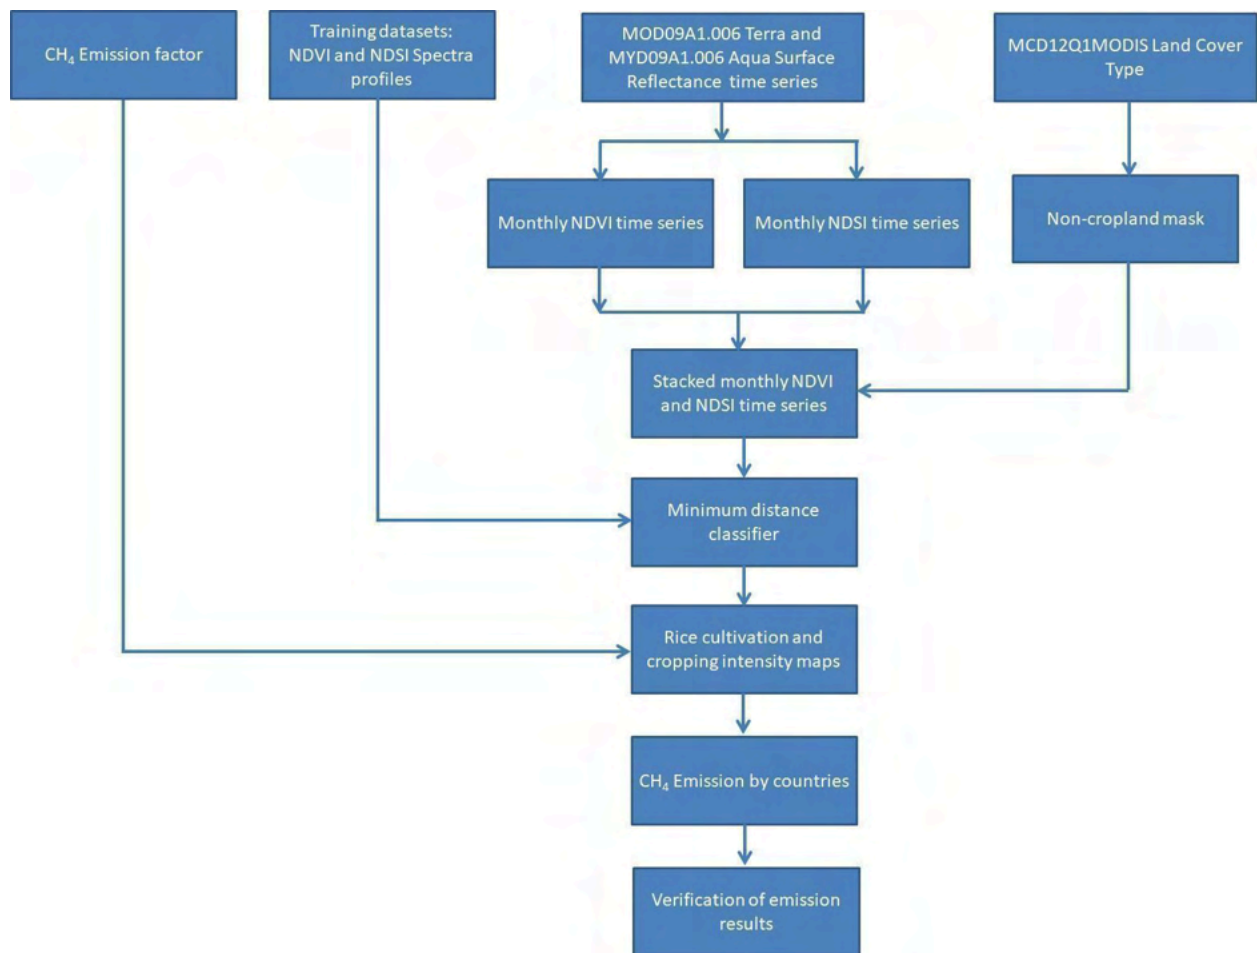 CH₄ Emission factor
Training datasets:
NDVI and NDSI Spectra
profiles
MOD09A1.006 Terra and
MYD09A1.006 Aqua Surface
Reflectance time series
MCD12Q1MODIS Land Cover
Type
Monthly NDVI time series
Monthly NDSI time series
Non-cropland mask
Stacked monthly NDVI
and NDSI time series
Minimum distance
classifier
Rice cultivation and
cropping intensity maps
CH₄ Emission by countries
Verification of emission
results